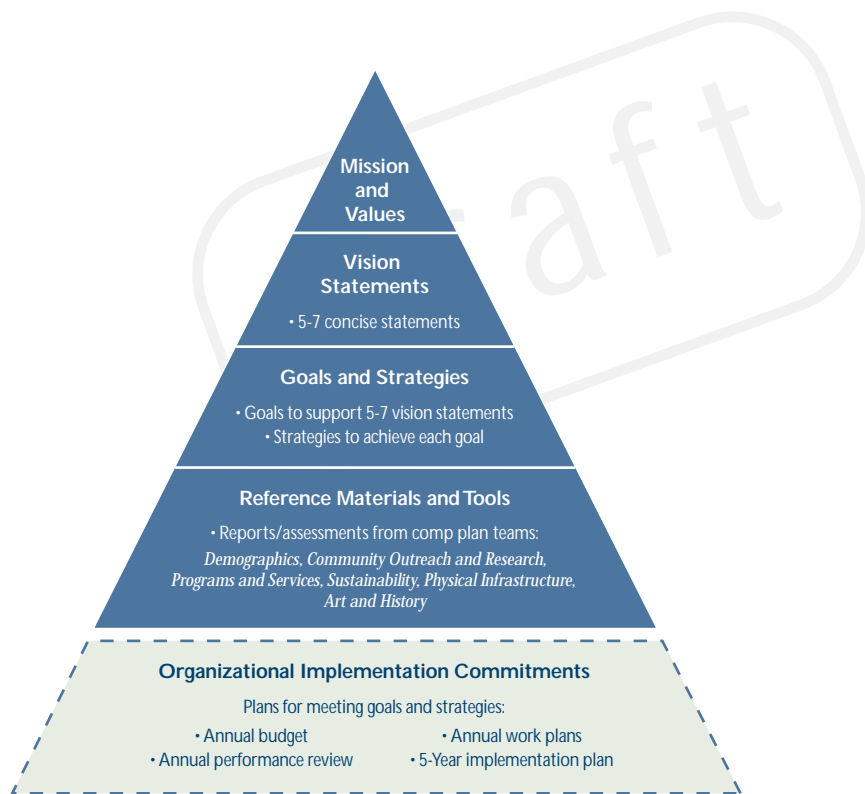 Mission
and
Values
Vision
Statements
• 5-7 concise statements
Goals and Strategies
• Goals to support 5-7 vision statements
• Strategies to achieve each goal
Reference Materials and Tools
• Reports/assessments from comp plan teams:
Demographics, Community Outreach and Research,
Programs and Services, Sustainability, Physical Infrastructure,
Art and History
Organizational Implementation Commitments
Plans for meeting goals and strategies:
• Annual budget • Annual work plans
• Annual performance review • 5-Year implementation plan
raft